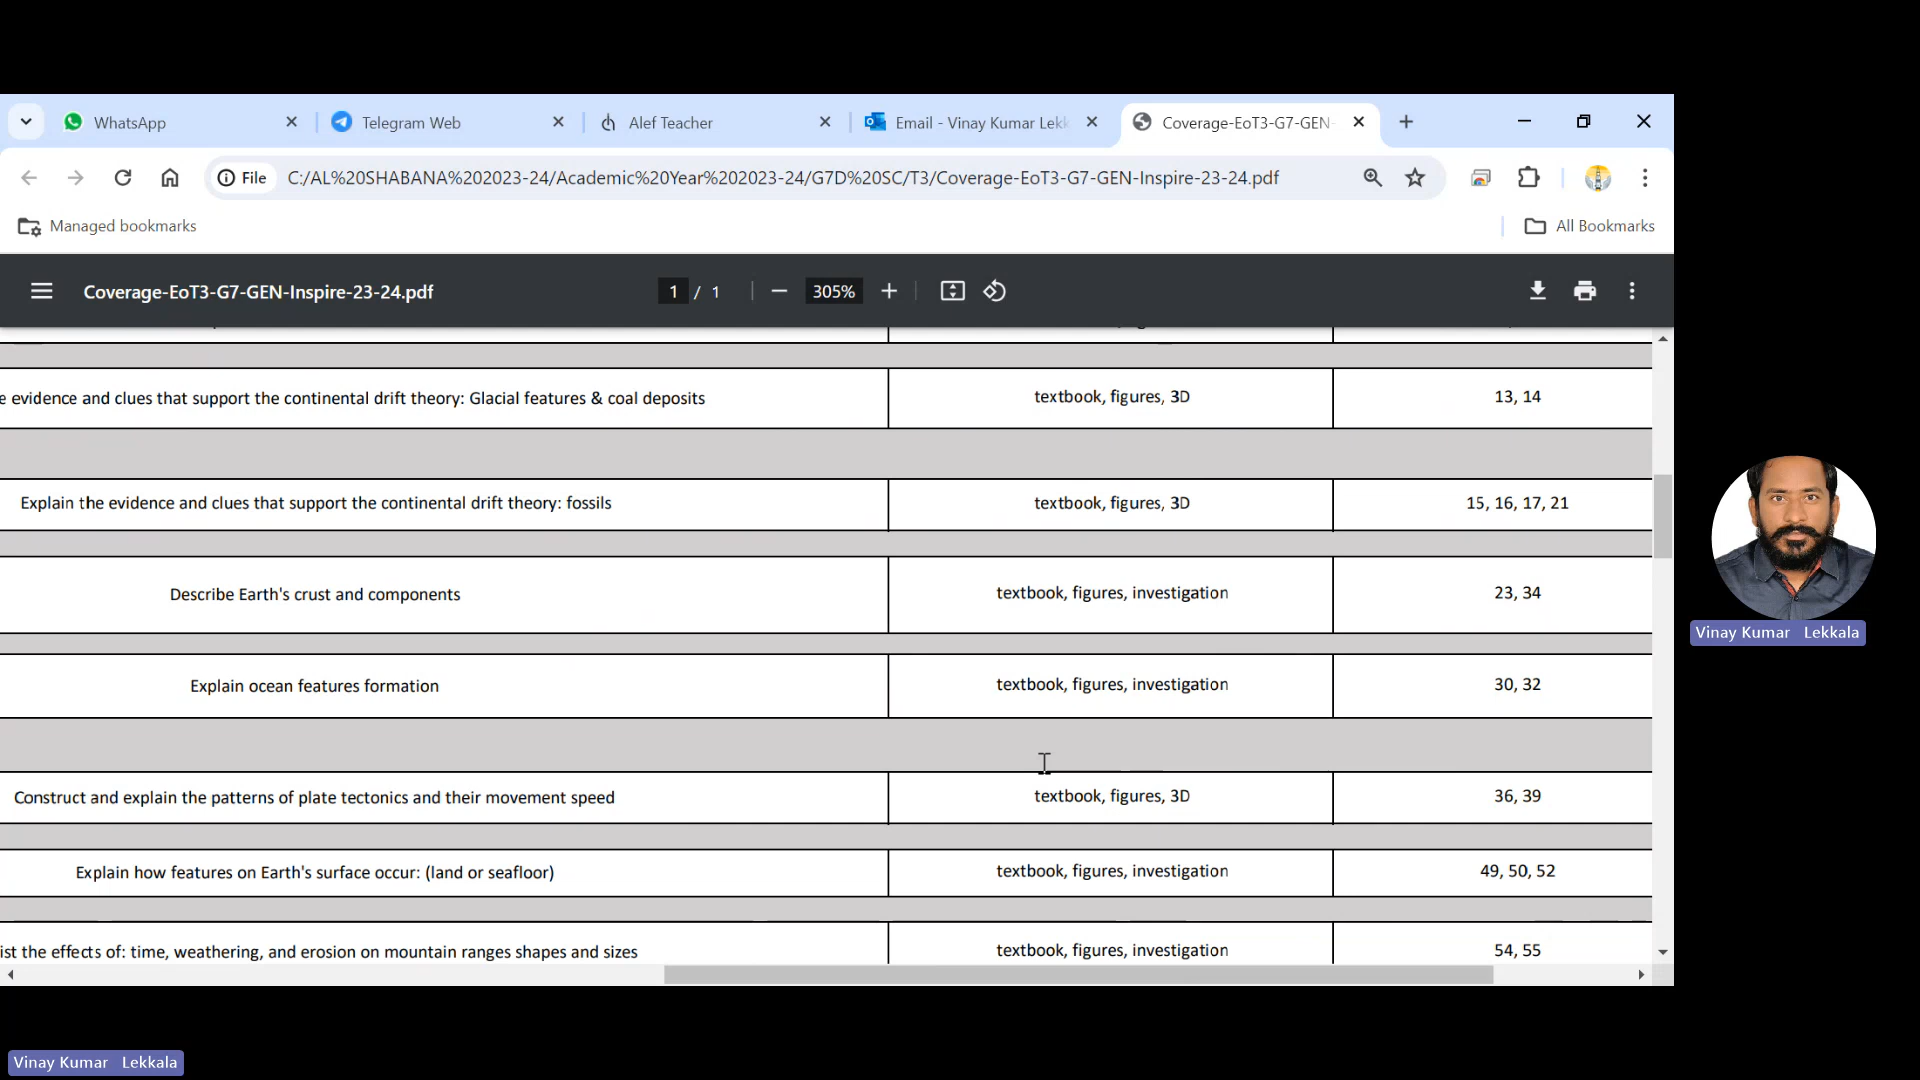 WhatsApp
Telegram Web
Alef Teacher
Email - Vinay Kumar Lekk
Coverage-EoT3-G7-GEN-
File
C:/AL%20SHABANA%202023-24/Academic%20Year%202023-24/G7D%20SC/T3/Coverage-EoT3-G7-GEN-Inspire-23-24.pdf
Managed bookmarks
All Bookmarks
Coverage-EoT3-G7-GEN-Inspire-23-24.pdf
1 / 1
305%
e evidence and clues that support the continental drift theory: Glacial features & coal deposits textbook, figures, 3D 13, 14
Explain the evidence and clues that support the continental drift theory: fossils textbook, figures, 3D 15, 16, 17, 21
Describe Earth's crust and components textbook, figures, investigation 23, 34
Explain ocean features formation textbook, figures, investigation 30, 32
Construct and explain the patterns of plate tectonics and their movement speed textbook, figures, 3D 36, 39
Explain how features on Earth's surface occur: (land or seafloor) textbook, figures, investigation 49, 50, 52
ist the effects of: time, weathering, and erosion on mountain ranges shapes and sizes textbook, figures, investigation 54, 55
Vinay Kumar Lekkala
Vinay Kumar Lekkala